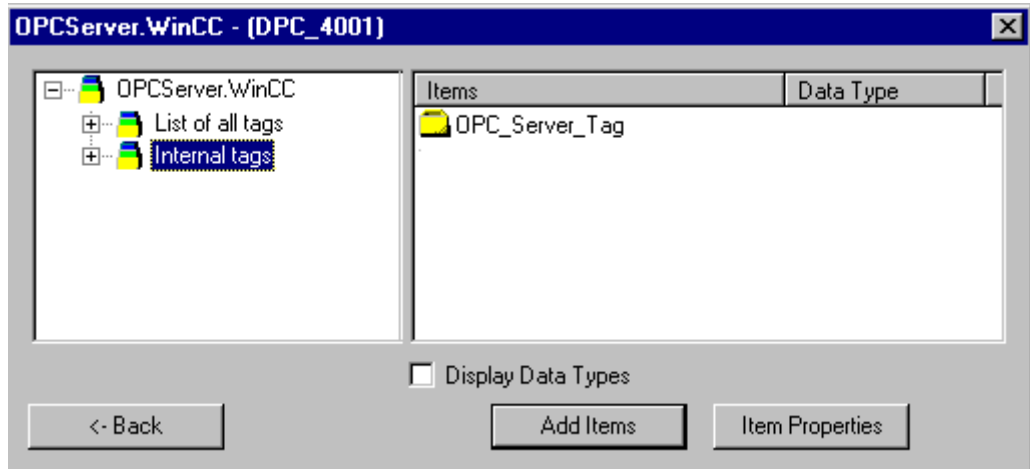 OPCServer.WinCC - (DPC_4001)
OPCServer.WinCC
List of all tags
Internal tags
Items Data Type
OPC_Server_Tag
Display Data Types
<- Back Add Items Item Properties